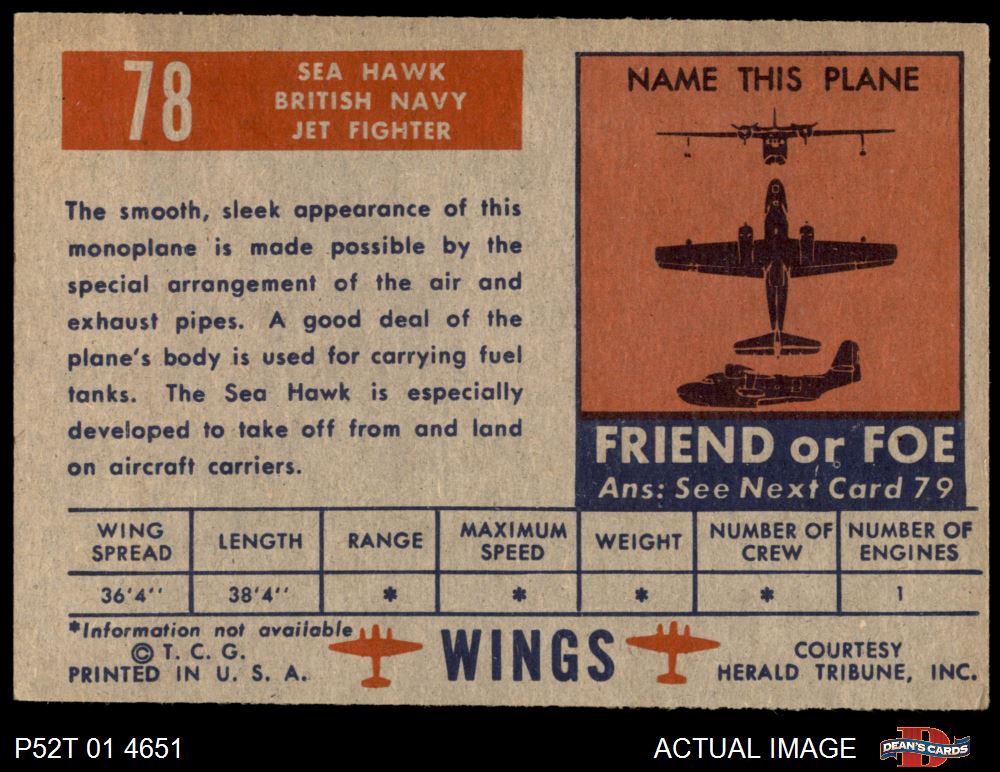 78
SEA HAWK
BRITISH NAVY
JET FIGHTER
The smooth, sleek appearance of this
monoplane is made possible by the
special arrangement of the air and
exhaust pipes. A good deal of the
plane's body is used for carrying fuel
tanks. The Sea Hawk is especially
developed to take off from and land
on aircraft carriers.
NAME THIS PLANE
FRIEND or FOE
Ans: See Next Card 79
WING SPREAD LENGTH RANGE MAXIMUM SPEED WEIGHT NUMBER OF CREW NUMBER OF ENGINES
36'4'' 38'4'' * * * * 1
*Information not available
© T. C. G.
PRINTED IN U. S. A.
WINGS
COURTESY
HERALD TRIBUNE, INC.
P52T 01 4651
ACTUAL IMAGE
DEAN'S CARDS